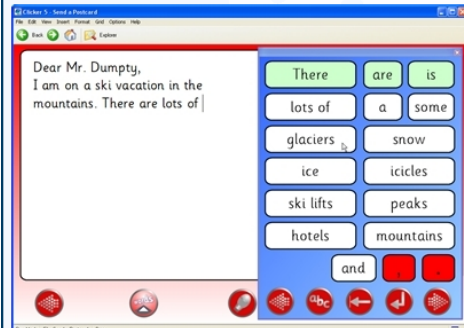 Clicker 5 - Send a Postcard
File Edit View Insert Format Grid Options Help
Back Explore
Dear Mr. Dumpty,
I am on a ski vacation in the
mountains. There are lots of
There are is
lots of a some
glaciers snow
ice icicles
ski lifts peaks
hotels mountains
and , .
abc